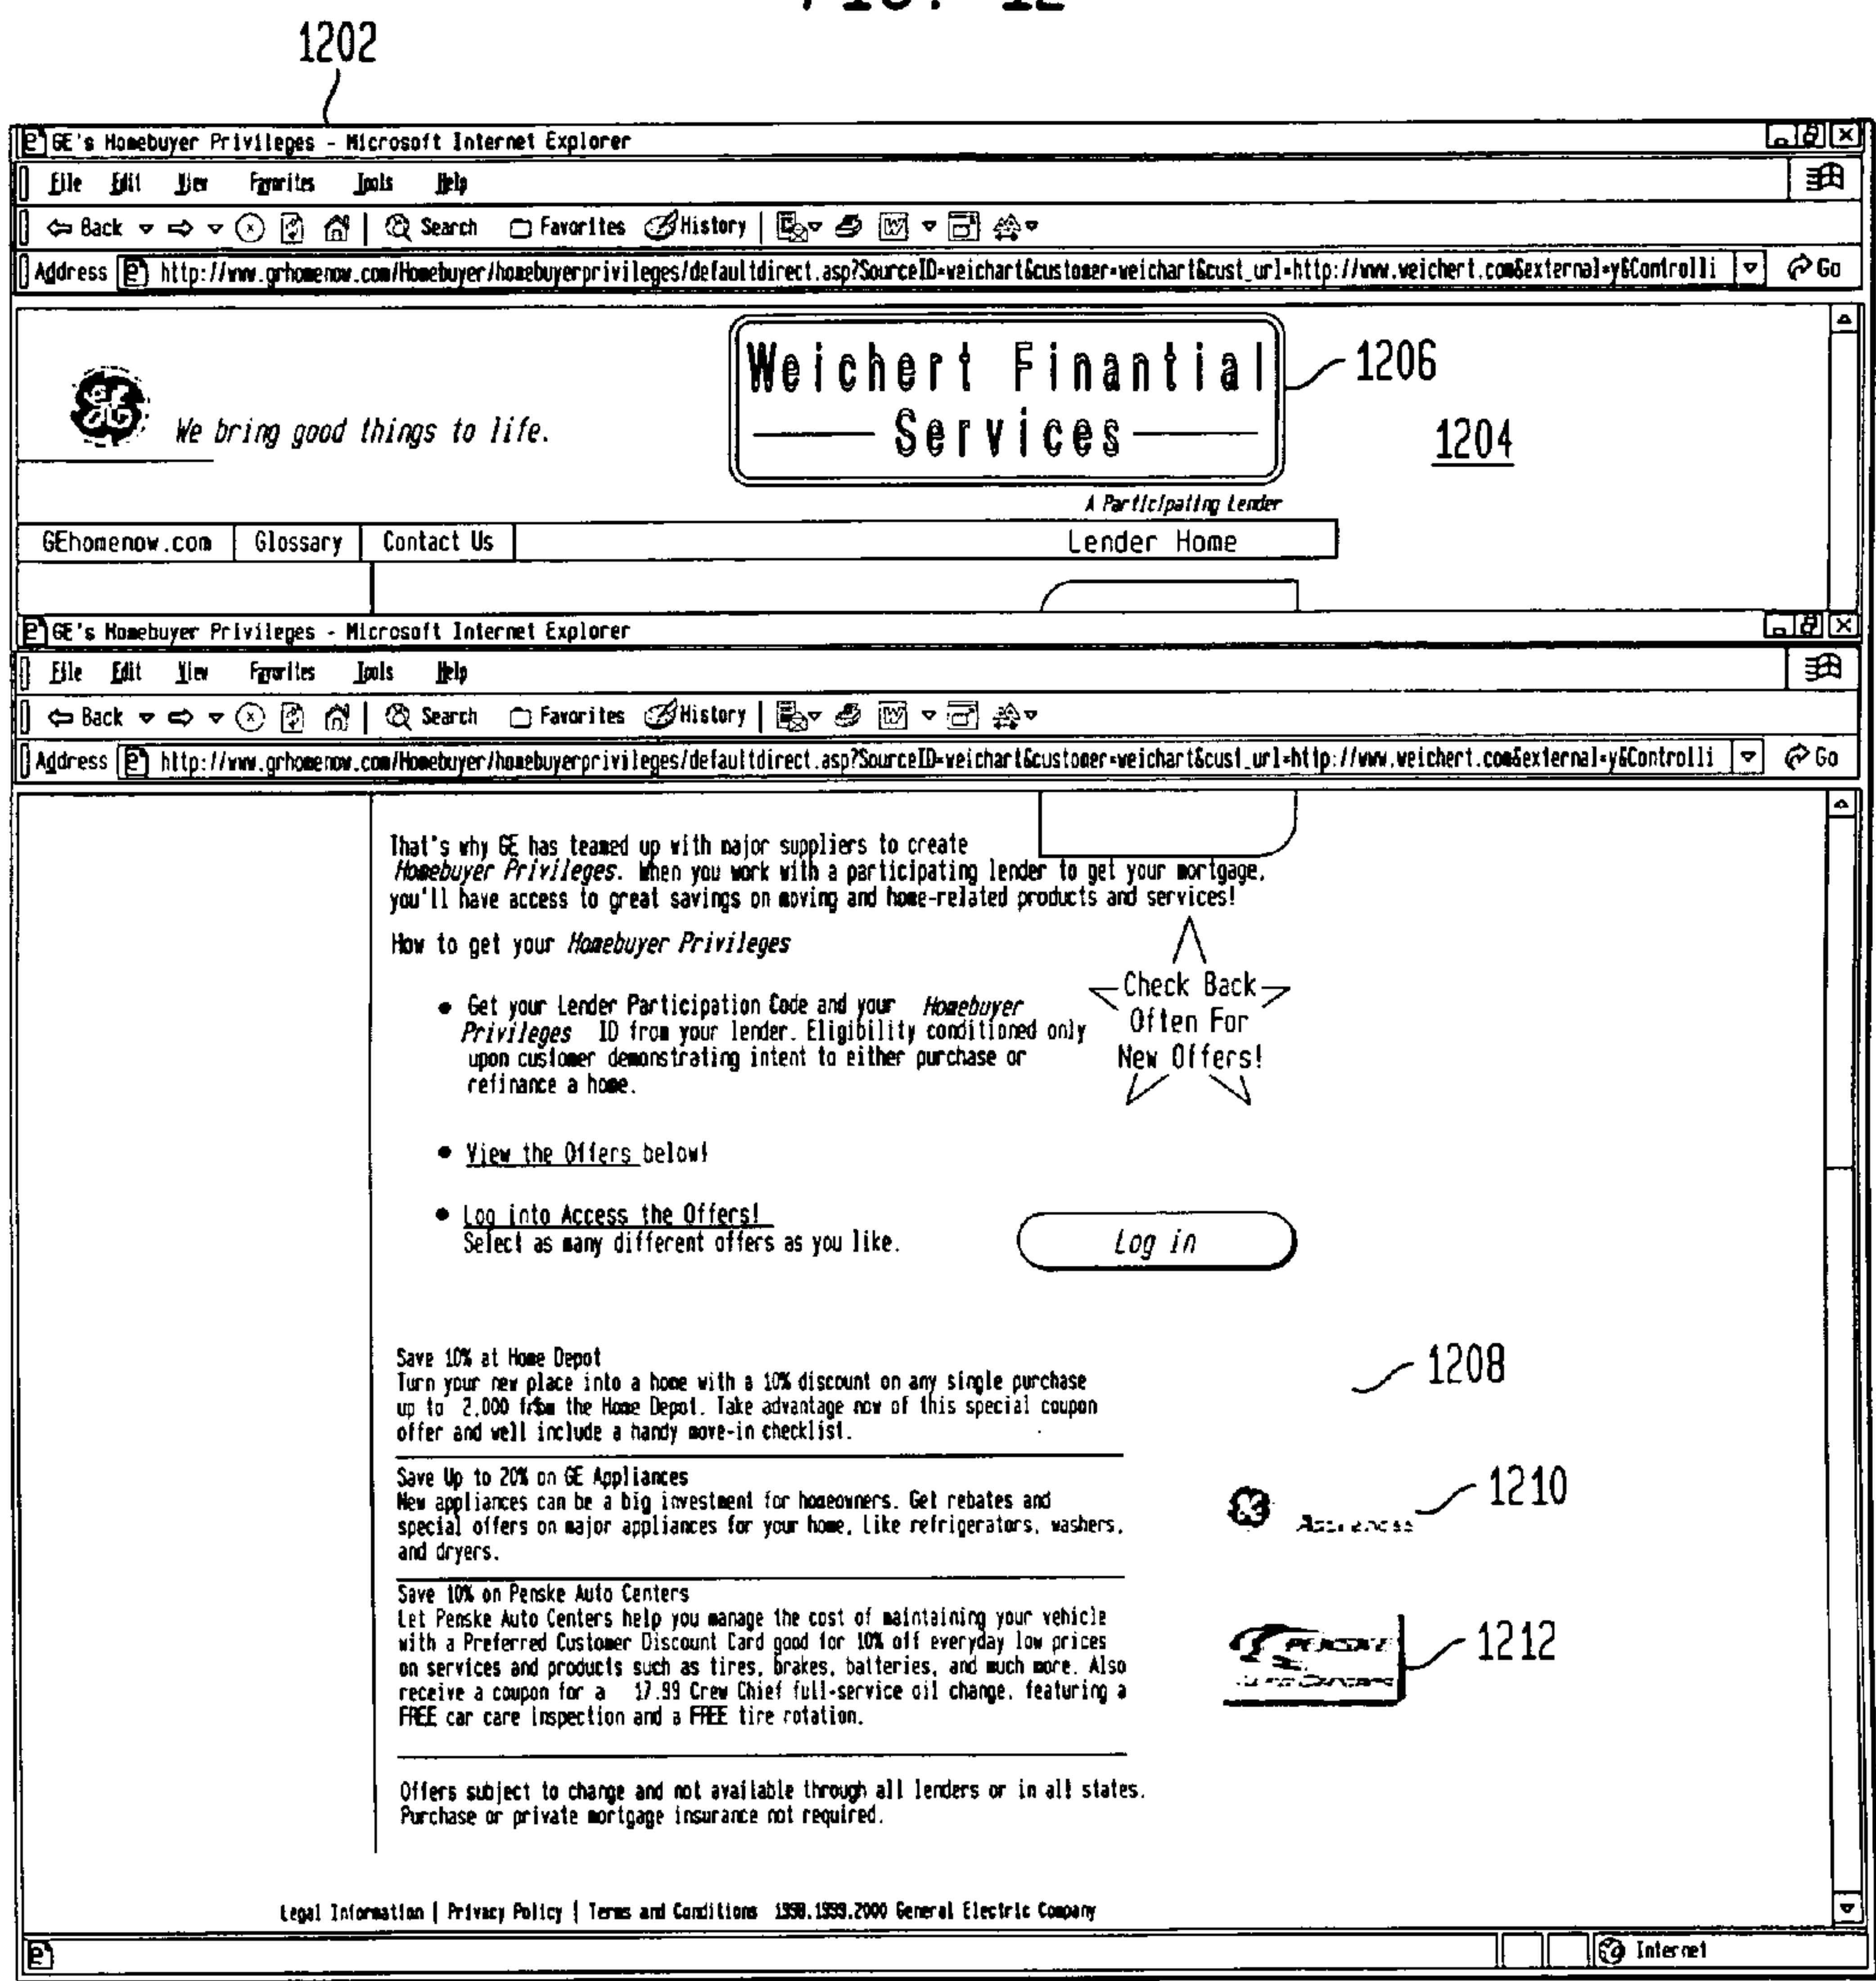 FIG. 12
1202
GE's Homebuyer Privileges - Microsoft Internet Explorer
File Edit View Favorites Tools Help
Back Search Favorites History
Address http://www.grhomenow.com/Homebuyer/homebuyerprivileges/defaultdirect.asp?SourceID=weichart&customer=weichart&cust_url=http://www.weichert.com&external=y&Controlli Go
Weichert Finantial
Services
1206
We bring good things to life.
1204
A Participating Lender
GEhomenow.com Glossary Contact Us Lender Home
GE's Homebuyer Privileges - Microsoft Internet Explorer
File Edit View Favorites Tools Help
Back Search Favorites History
Address http://www.grhomenow.com/Homebuyer/homebuyerprivileges/defaultdirect.asp?SourceID=weichart&customer=weichart&cust_url=http://www.weichert.com&external=y&Controlli Go
That's why GE has teamed up with major suppliers to create
Homebuyer Privileges. When you work with a participating lender to get your mortgage,
you'll have access to great savings on moving and home-related products and services!
How to get your Homebuyer Privileges
• Get your Lender Participation Code and your Homebuyer
Privileges ID from your lender. Eligibility conditioned only
upon customer demonstrating intent to either purchase or
refinance a home.
Check Back
Often For
New Offers!
• View the Offers below!
• Log into Access the Offers!
Select as many different offers as you like.
Log in
Save 10% at Home Depot
Turn your new place into a home with a 10% discount on any single purchase
up to 2,000 from the Home Depot. Take advantage now of this special coupon
offer and well include a handy move-in checklist.
1208
Save Up to 20% on GE Appliances
New appliances can be a big investment for homeowners. Get rebates and
special offers on major appliances for your home, Like refrigerators, washers,
and dryers.
Appliances
1210
Save 10% on Penske Auto Centers
Let Penske Auto Centers help you manage the cost of maintaining your vehicle
with a Preferred Customer Discount Card good for 10% off everyday low prices
on services and products such as tires, brakes, batteries, and much more. Also
receive a coupon for a 17.99 Crew Chief full-service oil change, featuring a
FREE car care inspection and a FREE tire rotation.
PENSKE
1212
Offers subject to change and not available through all lenders or in all states.
Purchase or private mortgage insurance not required.
Legal Information | Privacy Policy | Terms and Conditions 1998.1999.2000 General Electric Company
Internet